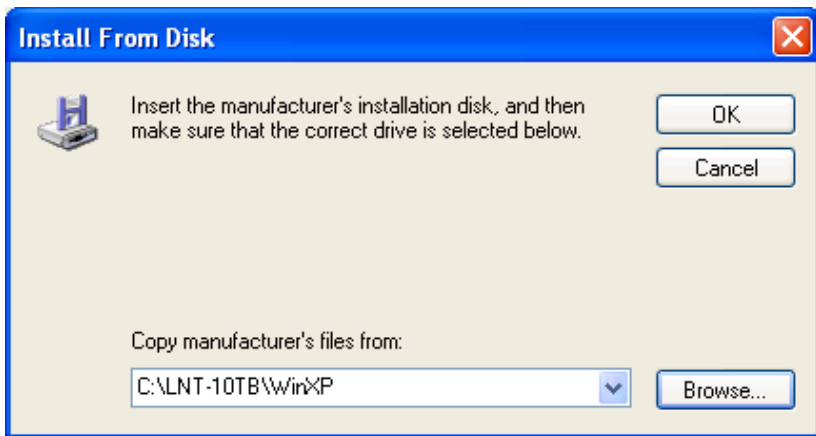 Install From Disk
Insert the manufacturer's installation disk, and then
make sure that the correct drive is selected below.
OK
Cancel
Copy manufacturer's files from:
C:\LNT-10TB\WinXP
Browse...